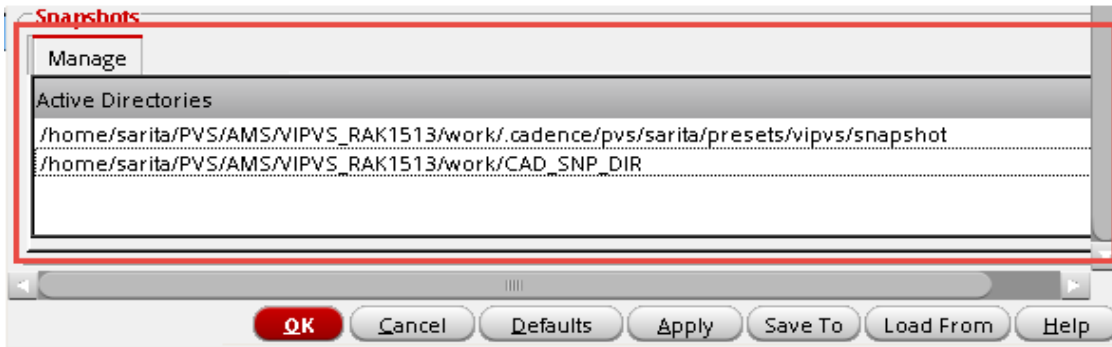 Snapshots
Manage
Active Directories
/home/sarita/PVS/AMS/VIPVS_RAK1513/work/.cadence/pvs/sarita/presets/vipvs/snapshot
/home/sarita/PVS/AMS/VIPVS_RAK1513/work/CAD_SNP_DIR
OK Cancel Defaults Apply Save To Load From Help